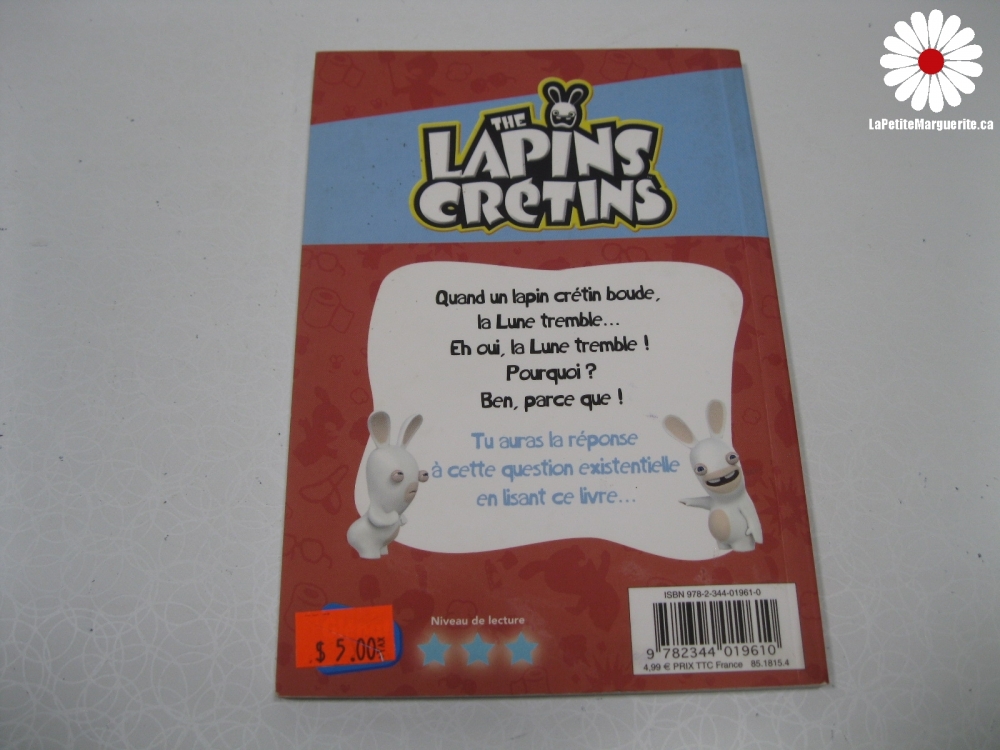 LaPetiteMarguerite.ca
THE
LAPINS
CRÉTINS
Quand un lapin crétin boude,
la Lune tremble...
Eh oui, la Lune tremble !
Pourquoi ?
Ben, parce que !
Tu auras la réponse
à cette question existentielle
en lisant ce livre...
Niveau de lecture
$ 5.00
ISBN 978-2-344-01961-0
9 782344 019610
4,99 € PRIX TTC France 85.1815.4